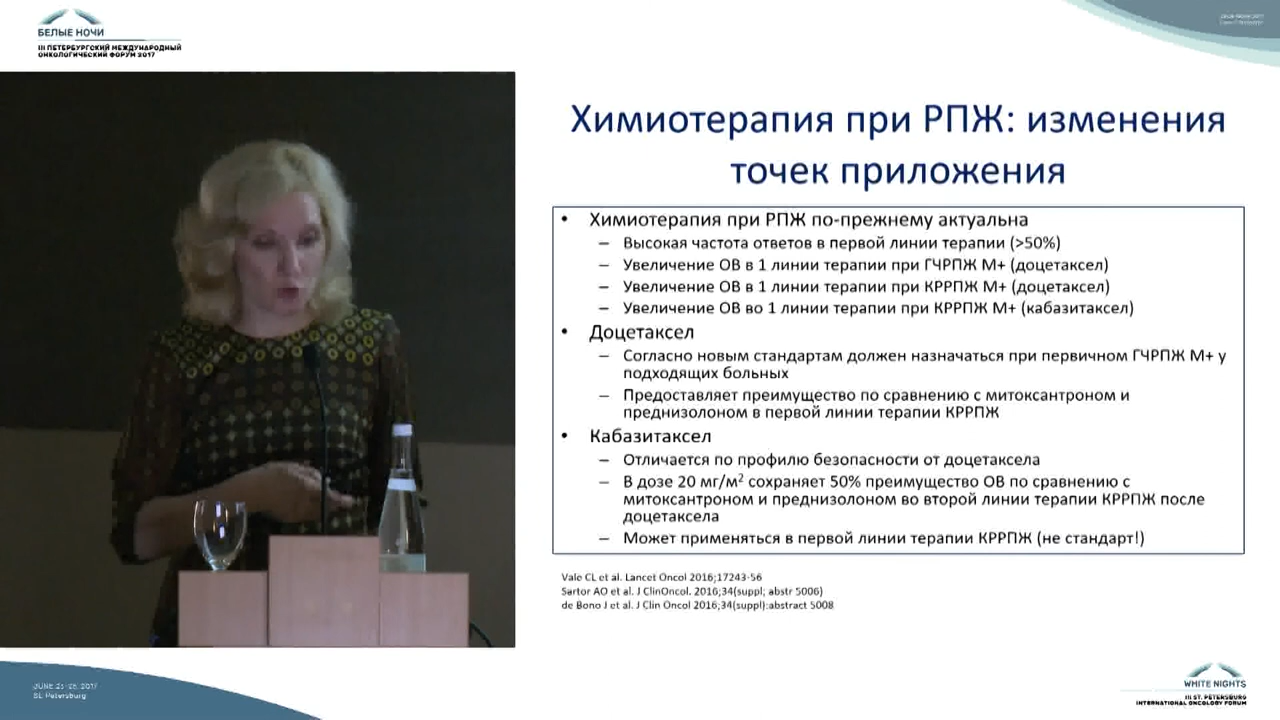 БЕЛЫЕ НОЧИ
III ПЕТЕРБУРГСКИЙ МЕЖДУНАРОДНЫЙ
ОНКОЛОГИЧЕСКИЙ ФОРУМ 2017
Химиотерапия при РПЖ: изменения
точек приложения
• Химиотерапия при РПЖ по-прежнему актуальна
– Высокая частота ответов в первой линии терапии (>50%)
– Увеличение ОВ в 1 линии терапии при ГЧРПЖ М+ (доцетаксел)
– Увеличение ОВ в 1 линии терапии при КРРПЖ М+ (доцетаксел)
– Увеличение ОВ во 1 линии терапии при КРРПЖ М+ (кабазитаксел)
• Доцетаксел
– Согласно новым стандартам должен назначаться при первичном ГЧРПЖ М+ у
подходящих больных
– Предоставляет преимущество по сравнению с митоксантроном и
преднизолоном в первой линии терапии КРРПЖ
• Кабазитаксел
– Отличается по профилю безопасности от доцетаксела
– В дозе 20 мг/м² сохраняет 50% преимущество ОВ по сравнению с
митоксантроном и преднизолоном во второй линии терапии КРРПЖ после
доцетаксела
– Может применяться в первой линии терапии КРРПЖ (не стандарт!)
Vale CL et al. Lancet Oncol 2016;17243-56
Sartor AO et al. J ClinOncol. 2016;34(suppl; abstr 5006)
de Bono J et al. J Clin Oncol 2016;34(suppl):abstract 5008
JUNE 23-25, 2017
St. Petersburg
WHITE NIGHTS
III ST. PETERSBURG
INTERNATIONAL ONCOLOGY FORUM